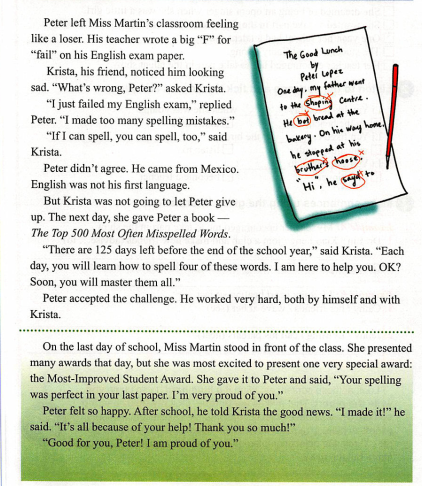 Peter left Miss Martin's classroom feeling
like a loser. His teacher wrote a big "F" for
"fail" on his English exam paper.
Krista, his friend, noticed him looking
sad. "What's wrong, Peter?" asked Krista.
"I just failed my English exam," replied
Peter. "I made too many spelling mistakes."
"If I can spell, you can spell, too," said
Krista.
Peter didn't agree. He came from Mexico.
English was not his first language.
But Krista was not going to let Peter give
up. The next day, she gave Peter a book —
The Top 500 Most Often Misspelled Words.
"There are 125 days left before the end of the school year," said Krista. "Each
day, you will learn how to spell four of these words. I am here to help you. OK?
Soon, you will master them all."
Peter accepted the challenge. He worked very hard, both by himself and with
Krista.
The Good Lunch
by
Peter Lopez
One day, my father went
to the Shoping Centre.
He bot bread at the
bakery. On his way home,
he stopped at his
bruther's hoose.
"Hi", he sayd to
On the last day of school, Miss Martin stood in front of the class. She presented
many awards that day, but she was most excited to present one very special award:
the Most-Improved Student Award. She gave it to Peter and said, "Your spelling
was perfect in your last paper. I'm very proud of you."
Peter felt so happy. After school, he told Krista the good news. "I made it!" he
said. "It's all because of your help! Thank you so much!"
"Good for you, Peter! I am proud of you."